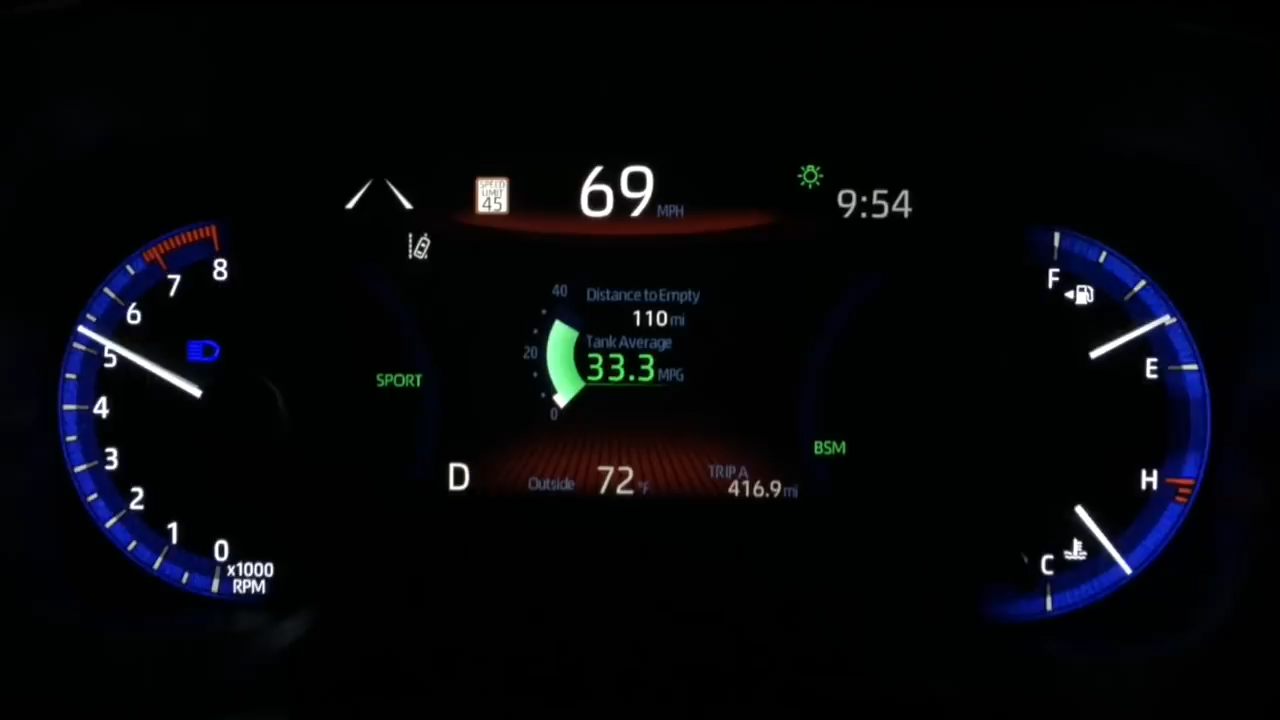 SPEED
LIMIT
45
69 MPH
9:54
8
7
6
5
4
3
2
1
0
x1000
RPM
SPORT
D
40
20
0
Distance to Empty
110 mi
Tank Average
33.3 MPG
Outside 72 °F
TRIP A
416.9 mi
BSM
F
E
H
C